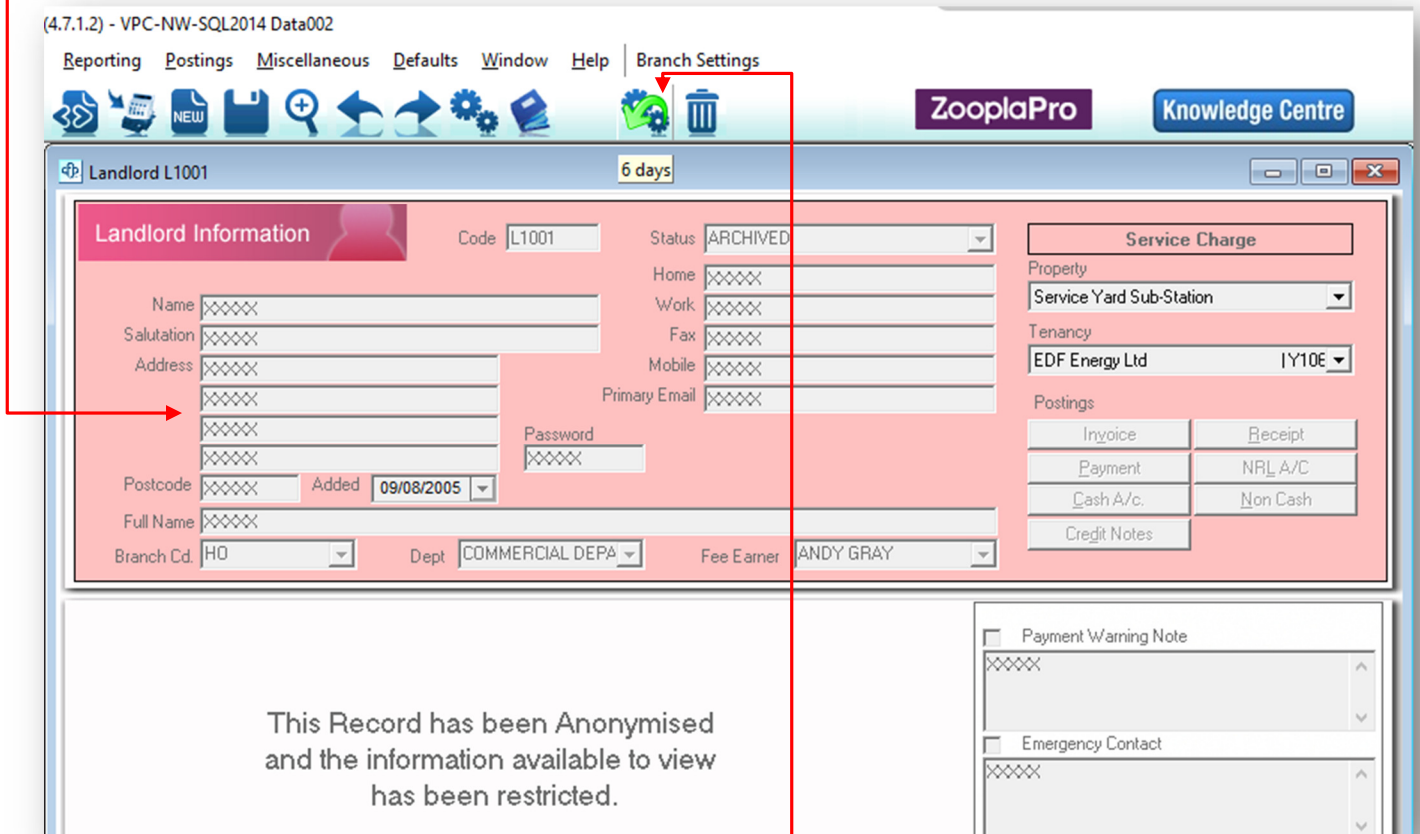 (4.7.1.2) - VPC-NW-SQL2014 Data002
Reporting Postings Miscellaneous Defaults Window Help Branch Settings
NEW
ZooplaPro
Knowledge Centre
Landlord L1001
6 days
Landlord Information
Code L1001
Status ARCHIVED
Service Charge
Home XXXXX
Property
Name XXXXX
Work XXXXX
Service Yard Sub-Station
Salutation XXXXX
Fax XXXXX
Tenancy
Address XXXXX
Mobile XXXXX
EDF Energy Ltd
XXXXX
Primary Email XXXXX
Postings
XXXXX
Password
Invoice Receipt
XXXXX
XXXXX
Payment NRL A/C
Postcode XXXXX Added 09/08/2005
Cash A/c. Non Cash
Full Name XXXXX
Credit Notes
Branch Cd. HO Dept COMMERCIAL DEPA Fee Earner ANDY GRAY
Payment Warning Note
XXXXX
This Record has been Anonymised
and the information available to view
has been restricted.
Emergency Contact
XXXXX